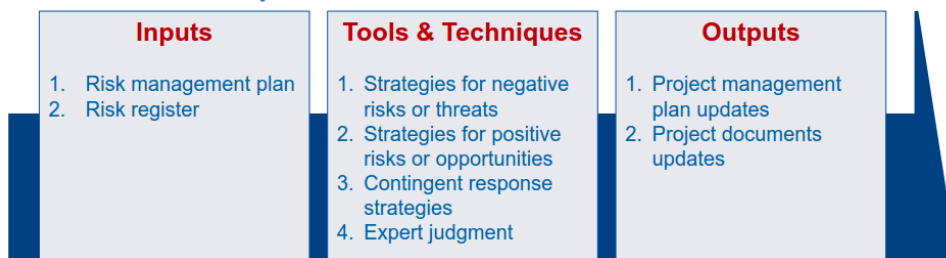 Inputs
1. Risk management plan
2. Risk register
Tools & Techniques
1. Strategies for negative
risks or threats
2. Strategies for positive
risks or opportunities
3. Contingent response
strategies
4. Expert judgment
Outputs
1. Project management
plan updates
2. Project documents
updates